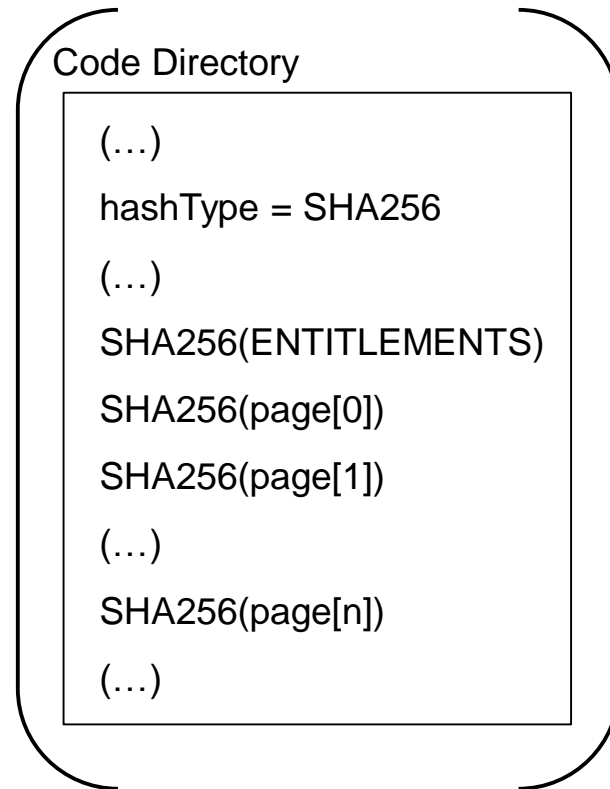 Code Directory
(…)
hashType = SHA256
(…)
SHA256(ENTITLEMENTS)
SHA256(page[0])
SHA256(page[1])
(…)
SHA256(page[n])
(…)